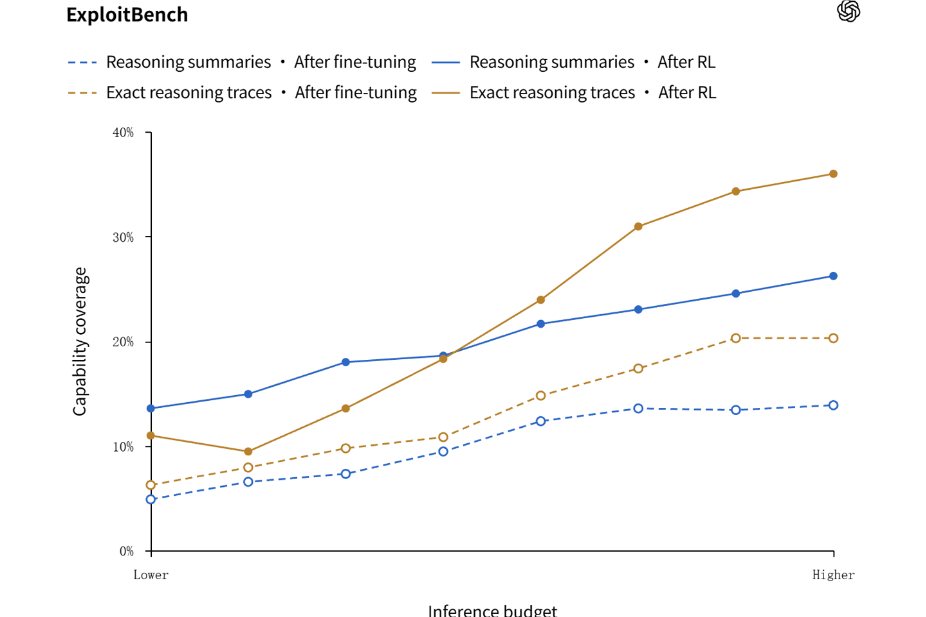 ExploitBench
Reasoning summaries • After fine-tuning
Reasoning summaries • After RL
Exact reasoning traces • After fine-tuning
Exact reasoning traces • After RL
40%
30%
20%
10%
0%
Capability coverage
Lower
Higher
Inference budget